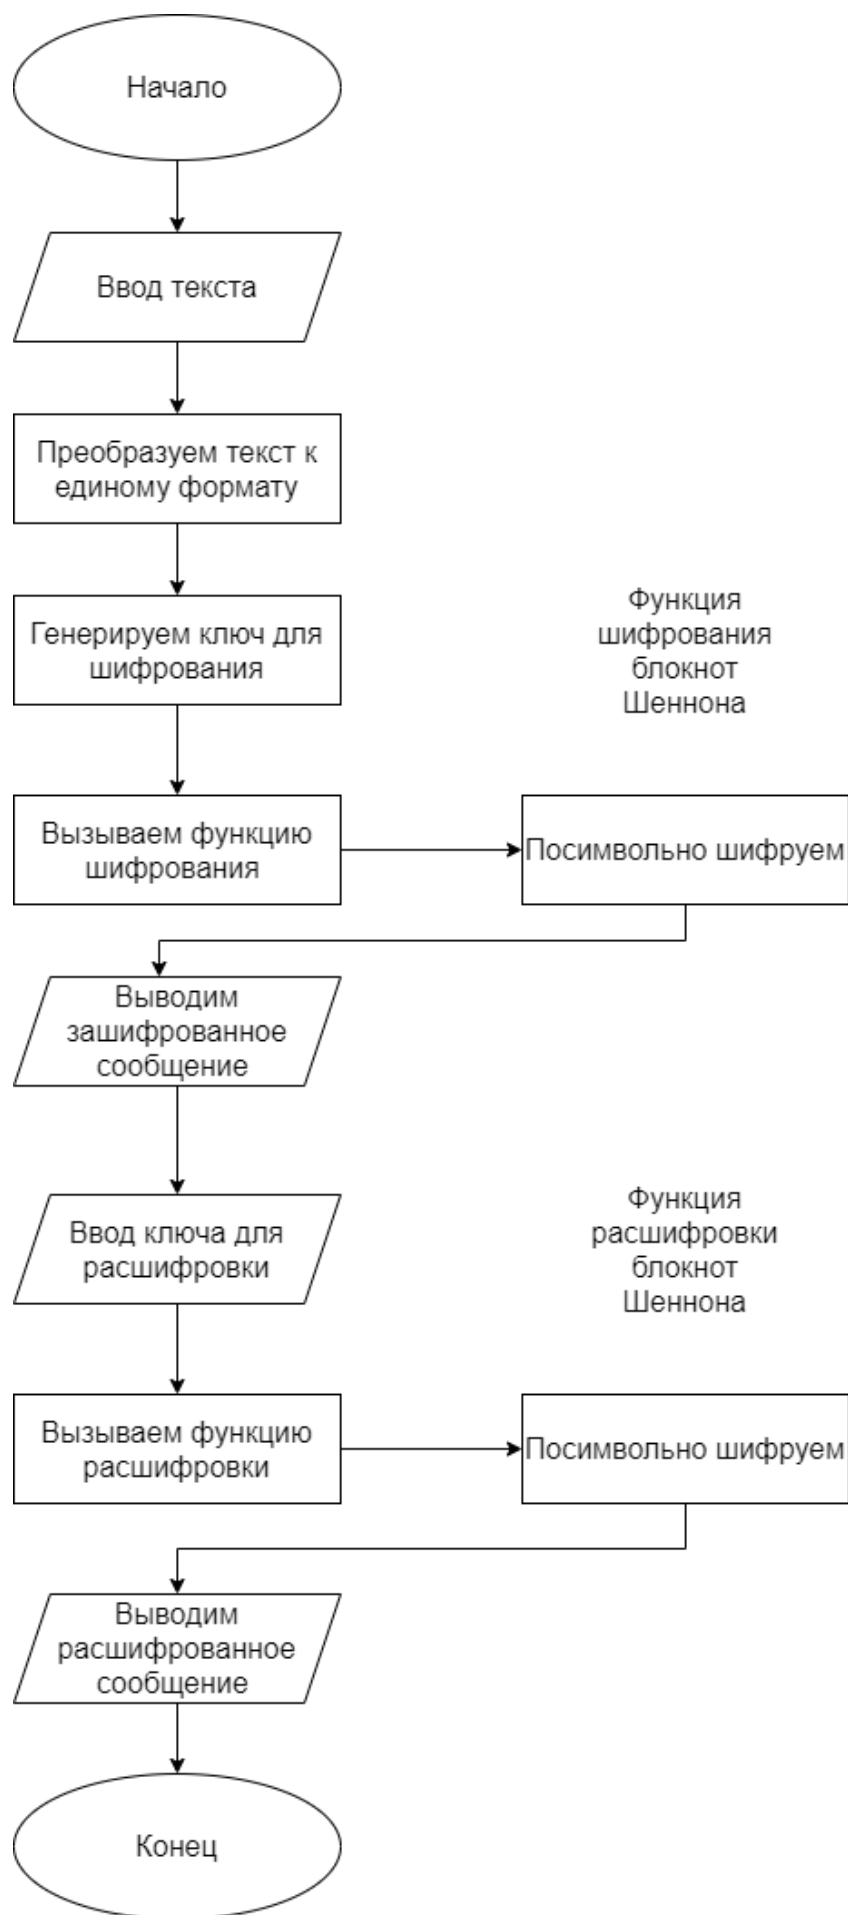 Начало
Ввод текста
Преобразуем текст к
единому формату
Генерируем ключ для
шифрования
Функция
шифрования
блокнот
Шеннона
Вызываем функцию
шифрования
Посимвольно шифруем
Выводим
зашифрованное
сообщение
Ввод ключа для
расшифровки
Функция
расшифровки
блокнот
Шеннона
Вызываем функцию
расшифровки
Посимвольно шифруем
Выводим
расшифрованное
сообщение
Конец